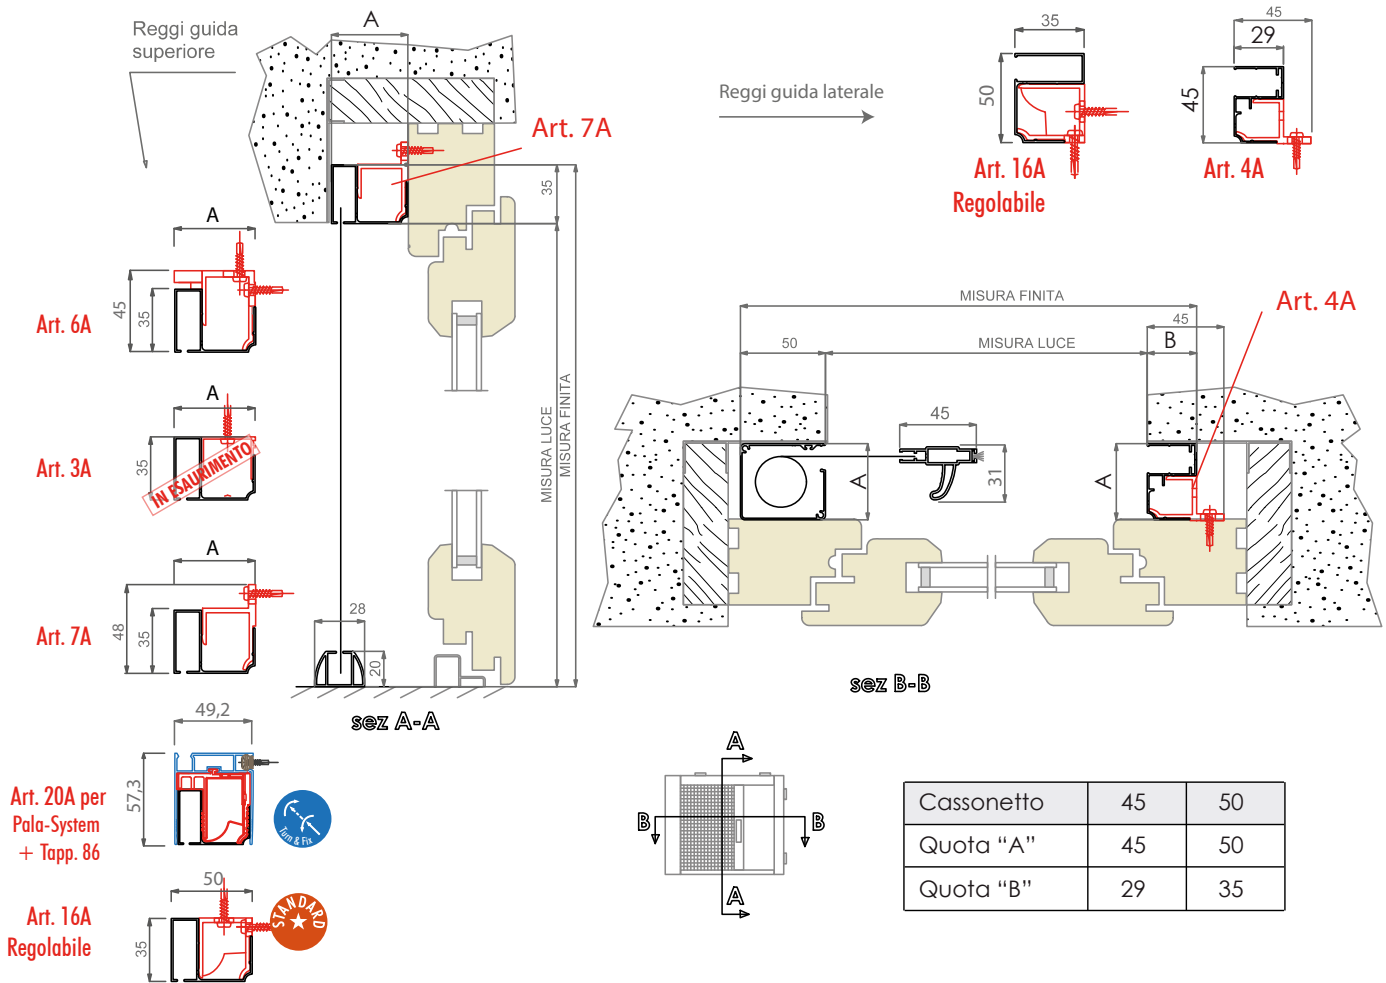 Reggi guida
superiore
A
Art. 7A
35
MISURA LUCE
MISURA FINITA
28
20
sez A-A
A
45
35
Art. 6A
A
35
Art. 3A
IN ESAURIMENTO
A
48
35
Art. 7A
49,2
57,3
Art. 20A per
Pala-System
+ Tapp. 86
Turn & Fix
50
35
Art. 16A
Regolabile
STANDARD
Reggi guida laterale
35
50
Art. 16A
Regolabile
45
29
45
Art. 4A
MISURA FINITA
Art. 4A
50
MISURA LUCE
45
B
45
A
31
A
sez B-B
A
B
B
A
Cassonetto 45 50
Quota “A” 45 50
Quota “B” 29 35